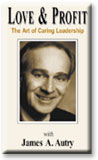 LOVE & PROFIT
The Art of Caring Leadership
with
James A. Autry